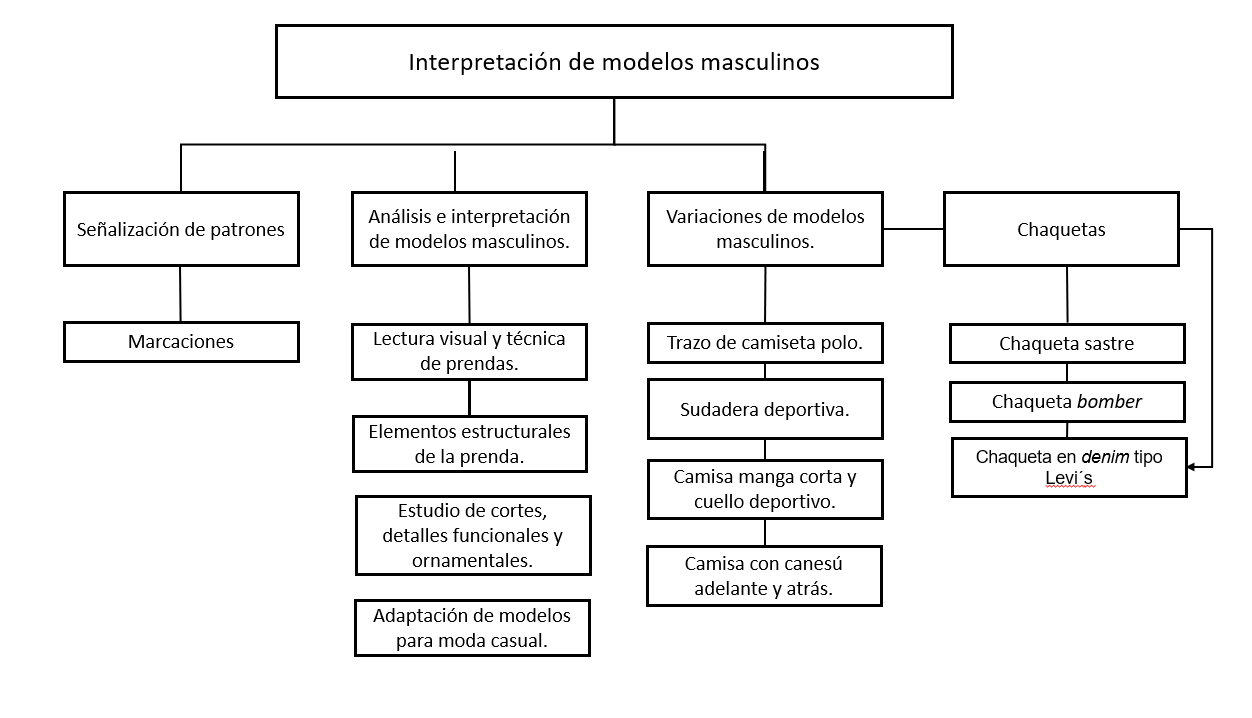 Interpretación de modelos masculinos
Señalización de patrones
Marcaciones
Análisis e interpretación
de modelos masculinos.
Lectura visual y técnica
de prendas.
Elementos estructurales
de la prenda.
Estudio de cortes,
detalles funcionales y
ornamentales.
Adaptación de modelos
para moda casual.
Variaciones de modelos
masculinos.
Trazo de camiseta polo.
Sudadera deportiva.
Camisa manga corta y
cuello deportivo.
Camisa con canesú
adelante y atrás.
Chaquetas
Chaqueta sastre
Chaqueta bomber
Chaqueta en denim tipo
Levi´s